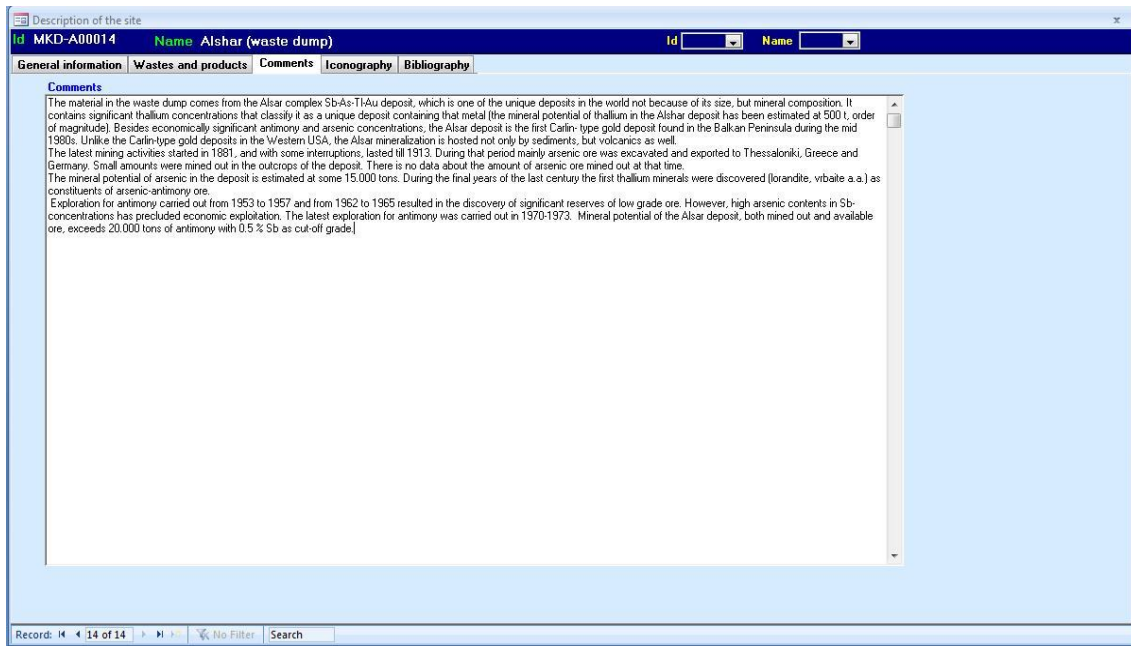 Description of the site
Id MKD-A00014 Name Alshar (waste dump) Id Name
General information Wastes and products Comments Iconography Bibliography
Comments
The material in the waste dump comes from the Alsar complex Sb-As-Tl-Au deposit, which is one of the unique deposits in the world not because of its size, but mineral composition. It
contains significant thallium concentrations that classify it as a unique deposit containing that metal (the mineral potential of thallium in the Alshar deposit has been estimated at 500 t, order
of magnitude). Besides economically significant antimony and arsenic concentrations, the Alsar deposit is the first Carlin- type gold deposit found in the Balkan Peninsula during the mid
1980s. Unlike the Carlin-type gold deposits in the Western USA, the Alsar mineralization is hosted not only by sediments, but volcanics as well.
The latest mining activities started in 1881, and with some interruptions, lasted till 1913. During that period mainly arsenic ore was excavated and exported to Thessaloniki, Greece and
Germany. Small amounts were mined out in the outcrops of the deposit. There is no data about the amount of arsenic ore mined out at that time.
The mineral potential of arsenic in the deposit is estimated at some 15.000 tons. During the final years of the last century the first thallium minerals were discovered (lorandite, vrbaite a.a.) as
constituents of arsenic-antimony ore.
Exploration for antimony carried out from 1953 to 1957 and from 1962 to 1965 resulted in the discovery of significant reserves of low grade ore. However, high arsenic contents in Sb-
concentrations has precluded economic exploitation. The latest exploration for antimony was carried out in 1970-1973. Mineral potential of the Alsar deposit, both mined out and available
ore, exceeds 20.000 tons of antimony with 0.5 % Sb as cut-off grade.
Record: 14 of 14 No Filter Search